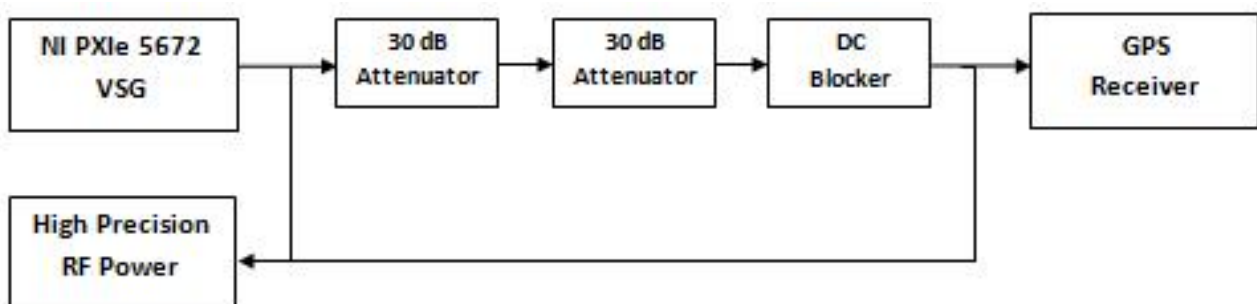 NI PXIe 5672
VSG
30 dB
Attenuator
30 dB
Attenuator
DC
Blocker
GPS
Receiver
High Precision
RF Power